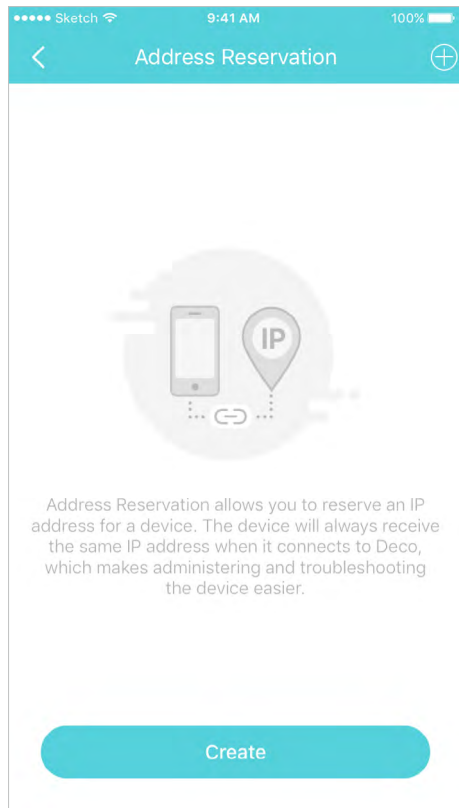 Sketch 9:41 AM 100%
Address Reservation
IP
Address Reservation allows you to reserve an IP
address for a device. The device will always receive
the same IP address when it connects to Deco,
which makes administering and troubleshooting
the device easier.
Create